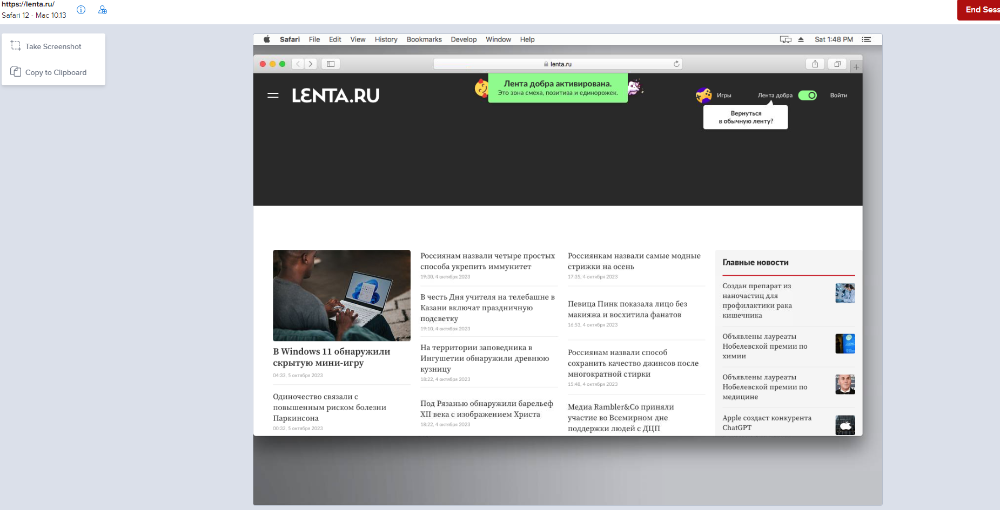 https://lenta.ru/
Safari 12 - Mac 10.13
End Sess
Take Screenshot
Copy to Clipboard
Safari File Edit View History Bookmarks Develop Window Help
Sat 1:48 PM
lenta.ru
LENTA.RU
Лента добра активирована.
Это зона смеха, позитива и единорожек.
Игры
Лента добра
Войти
Вернуться
в обычную ленту?
В Windows 11 обнаружили
скрытую мини-игру
04:33, 5 октября 2023
Одиночество связали с
повышенным риском болезни
Паркинсона
00:32, 5 октября 2023
Россиянам назвали четыре простых
способа укрепить иммунитет
19:30, 4 октября 2023
В честь Дня учителя на телебашне в
Казани включат праздничную
подсветку
19:10, 4 октября 2023
На территории заповедника в
Ингушетии обнаружили древнюю
кузницу
18:22, 4 октября 2023
Под Рязанью обнаружили барельеф
XII века с изображением Христа
18:22, 4 октября 2023
Россиянкам назвали самые модные
стрижки на осень
17:35, 4 октября 2023
Певица Пинк показала лицо без
макияжа и восхитила фанатов
16:53, 4 октября 2023
Россиянам назвали способ
сохранить качество джинсов после
многократной стирки
15:48, 4 октября 2023
Медиа Rambler&Co приняли
участие во Всемирном дне
поддержки людей с ДЦП
Главные новости
Создан препарат из
наночастиц для
профилактики рака
кишечника
Объявлены лауреаты
Нобелевской премии по
химии
Объявлены лауреаты
Нобелевской премии по
медицине
Apple создаст конкурента
ChatGPT